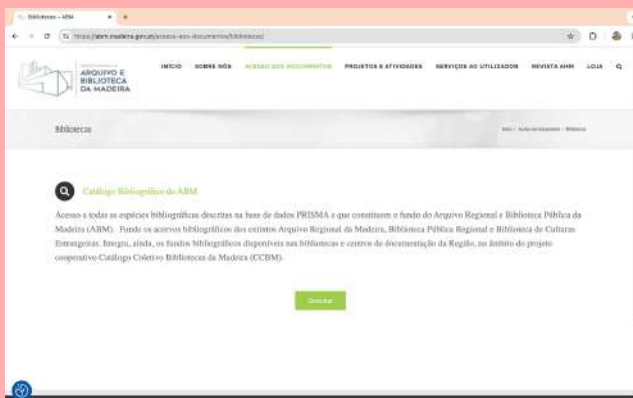 Bibliotecas – ABM
https://abm.madeira.gov.pt/acesso-aos-documentos/bibliotecas/
ARQUIVO E
BIBLIOTECA
DA MADEIRA
INÍCIO SOBRE NÓS ACESSO AOS DOCUMENTOS PROJETOS E ATIVIDADES SERVIÇOS AO UTILIZADOR REVISTA AHM LOJA
Bibliotecas
Início / Acesso aos documentos / Bibliotecas
Catálogo Bibliográfico do ABM
Acesso a todas as espécies bibliográficas descritas na base de dados PRISMA e que constituem o fundo do Arquivo Regional e Biblioteca Pública da
Madeira (ABM). Funde os acervos bibliográficos dos extintos Arquivo Regional da Madeira, Biblioteca Pública Regional e Biblioteca de Culturas
Estrangeiras. Integra, ainda, os fundos bibliográficos disponíveis nas bibliotecas e centros de documentação da Região, no âmbito do projeto
cooperativo Catálogo Coletivo Bibliotecas da Madeira (CCBM).
Consultar